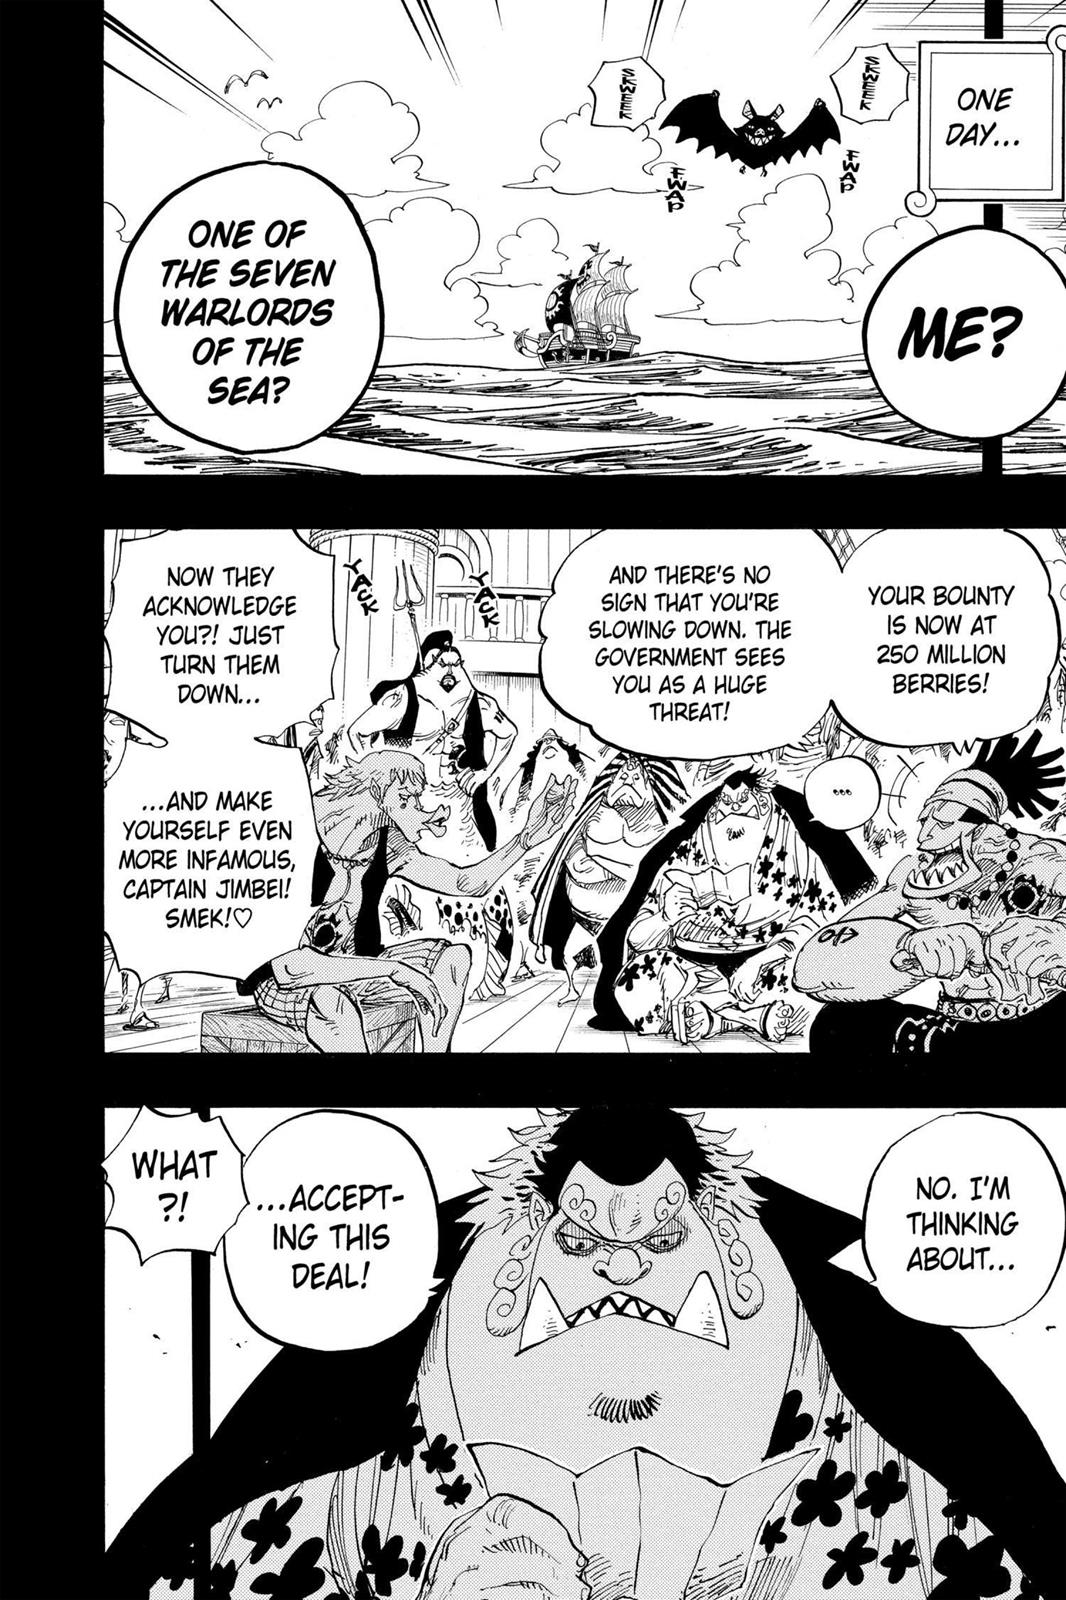 ONE
DAY...
SKWEEK
SKWEEK
FWAP
FWAP
ME?
ONE OF
THE SEVEN
WARLORDS
OF THE
SEA?
YOUR BOUNTY
IS NOW AT
250 MILLION
BERRIES!
AND THERE'S NO
SIGN THAT YOU'RE
SLOWING DOWN. THE
GOVERNMENT SEES
YOU AS A HUGE
THREAT!
...
YACK
YACK
NOW THEY
ACKNOWLEDGE
YOU?! JUST
TURN THEM
DOWN...
...AND MAKE
YOURSELF EVEN
MORE INFAMOUS,
CAPTAIN JIMBEI!
SMEK!♡
NO. I'M
THINKING
ABOUT...
...ACCEPT-
ING THIS
DEAL!
WHAT
?!